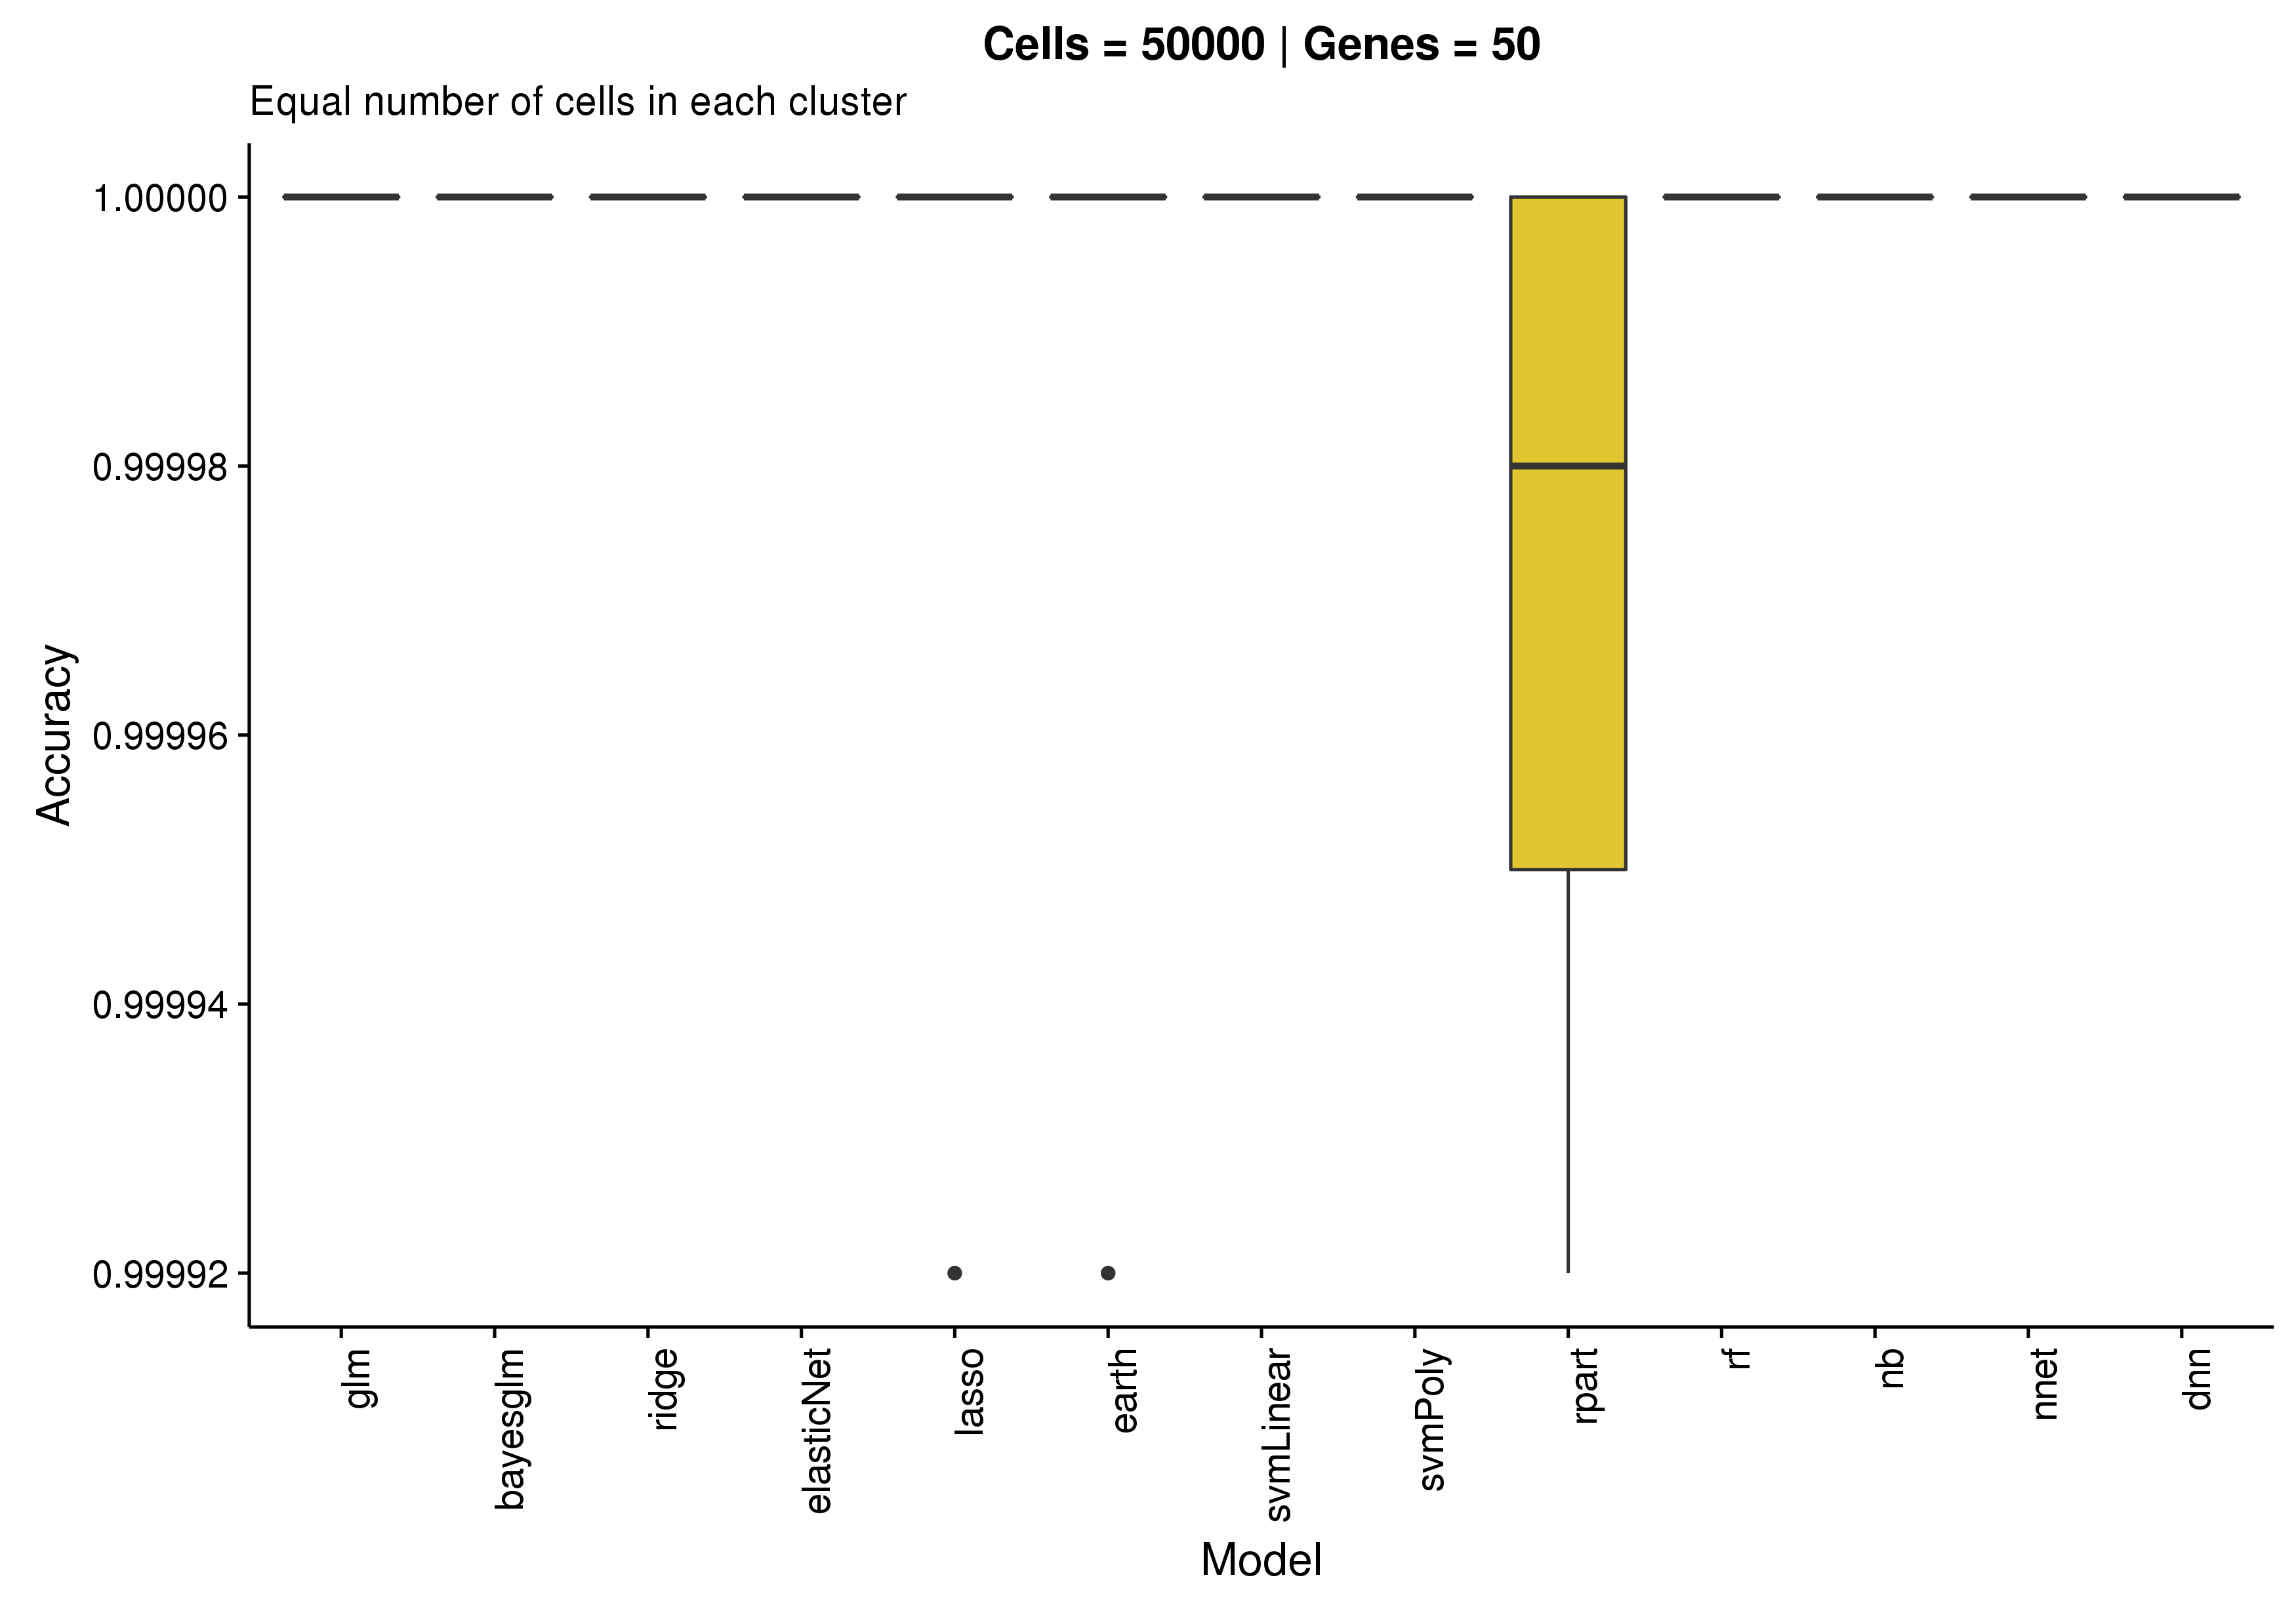 Cells = 50000 | Genes = 50
Equal number of cells in each cluster
Accuracy
1.00000
0.99998
0.99996
0.99994
0.99992
glm
bayesglm
ridge
elasticNet
lasso
earth
svmLinear
svmPoly
rpart
rf
nb
nnet
dnn
Model